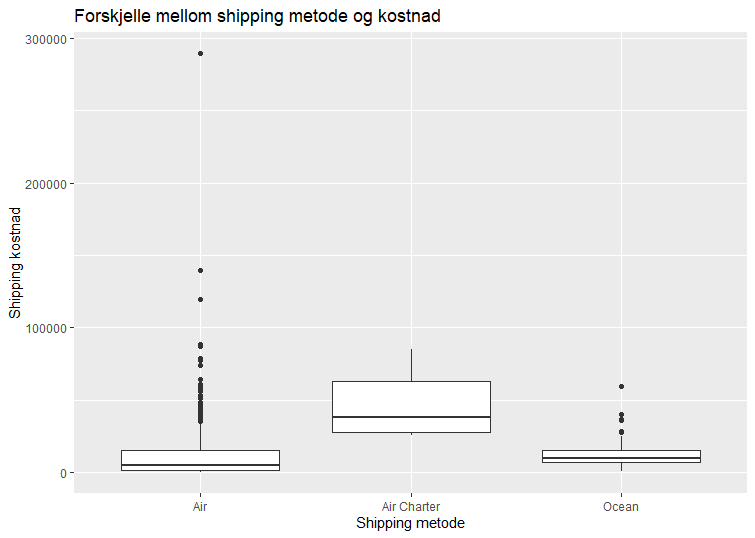 Forskjelle mellom shipping metode og kostnad
300000
200000
100000
0
Shipping kostnad
Air
Air Charter
Ocean
Shipping metode